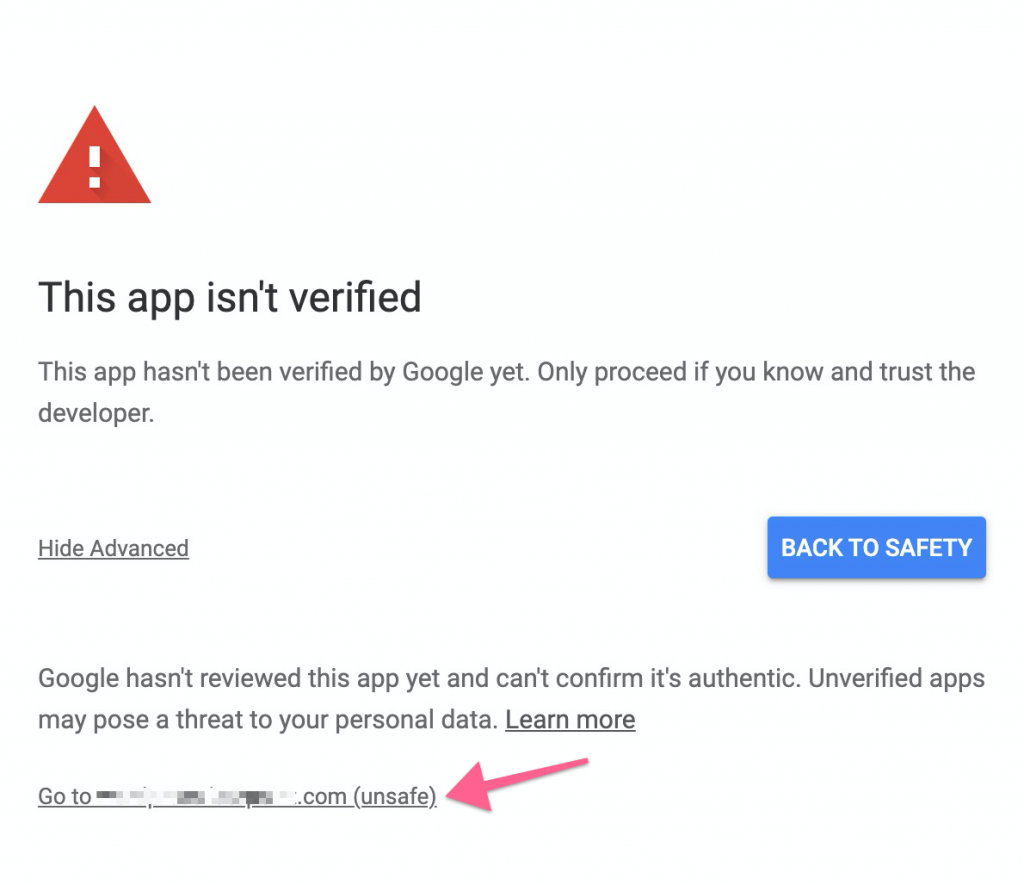 This app isn't verified
This app hasn't been verified by Google yet. Only proceed if you know and trust the
developer.
Hide Advanced
BACK TO SAFETY
Google hasn't reviewed this app yet and can't confirm it's authentic. Unverified apps
may pose a threat to your personal data. Learn more
Go to .com (unsafe)